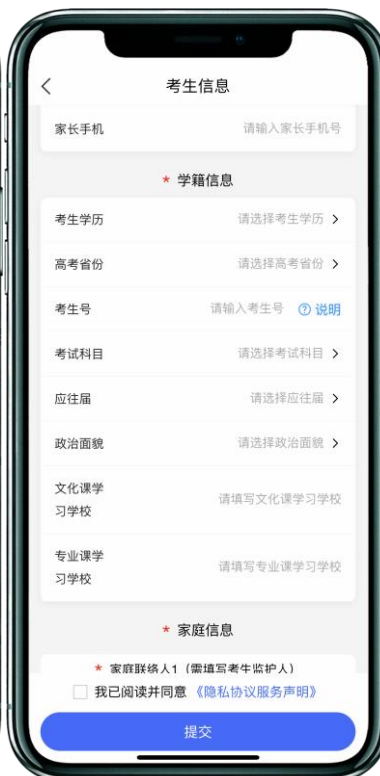 考生信息
家长手机 请输入家长手机号
* 学籍信息
考生学历 请选择考生学历
高考省份 请选择高考省份
考生号 请输入考生号 ? 说明
考试科目 请选择考试科目
应往届 请选择应往届
政治面貌 请选择政治面貌
文化课学
习学校 请填写文化课学习学校
专业课学
习学校 请填写专业课学习学校
* 家庭信息
* 家庭联络人1（需填写考生监护人）
我已阅读并同意 《隐私协议服务声明》
提交